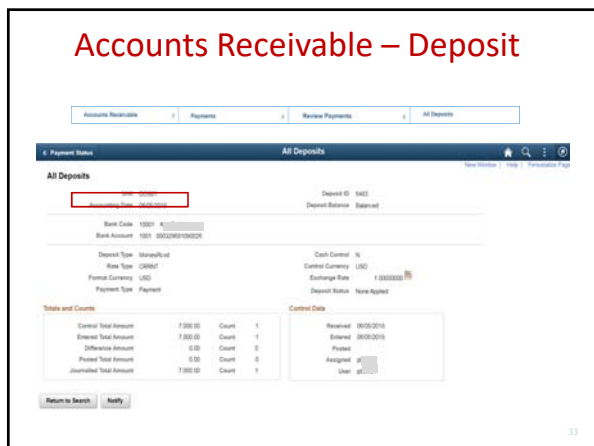 Accounts Receivable – Deposit
Accounts Receivable > Payments > Review Payments > All Deposits
< Payment Status All Deposits
New Window | Help | Personalize Page
All Deposits
Unit Deposit ID 5483
Accounting Date Deposit Balance Balanced
Bank Code 10001
Bank Account 1001
Deposit Type Cash Control N
Rate Type CRRNT Control Currency USD
Format Currency USD Exchange Rate 1.00000000
Payment Type Payment Deposit Status None Applied
Totals and Counts Control Data
Control Total Amount 7,000.00 Count 1 Received
Entered Total Amount 7,000.00 Count 1 Entered
Difference Amount 0.00 Count 0 Posted
Posted Total Amount 0.00 Count 0 Assigned
Journalled Total Amount 7,000.00 Count 1 User
Return to Search Notify
33